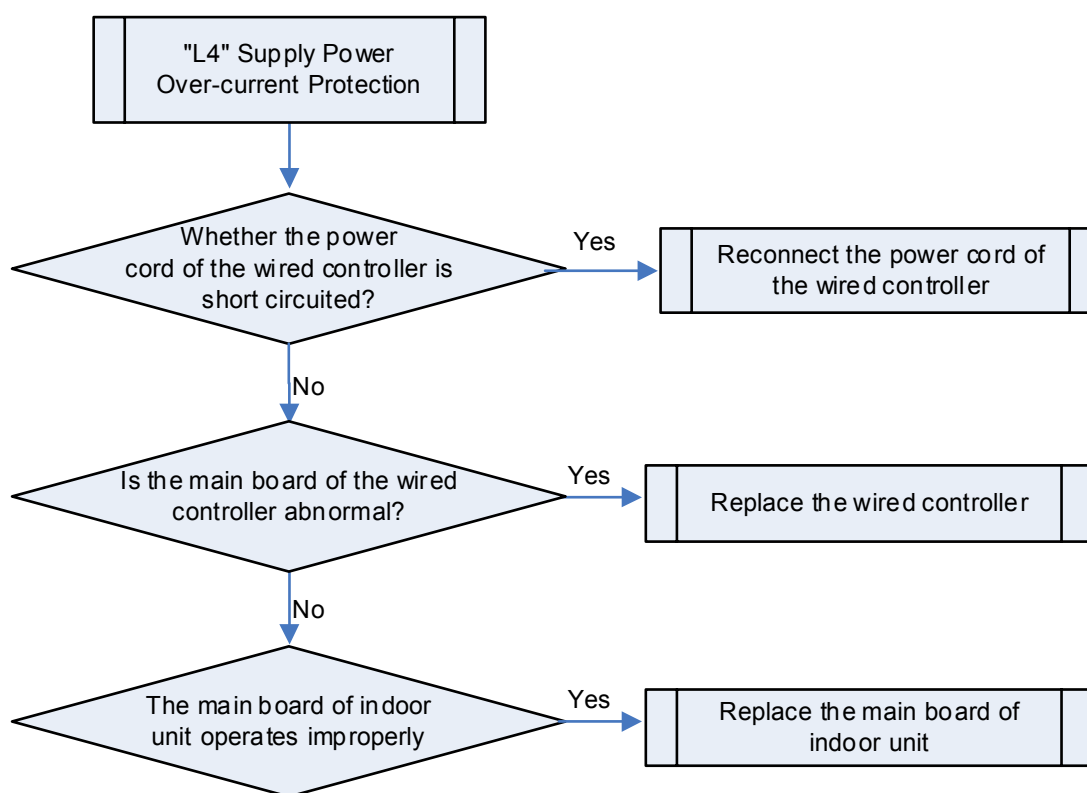 "L4" Supply Power
Over-current Protection
Whether the power
cord of the wired controller is
short circuited?
Yes
Reconnect the power cord of
the wired controller
No
Is the main board of the wired
controller abnormal?
Yes
Replace the wired controller
No
The main board of indoor
unit operates improperly
Yes
Replace the main board of
indoor unit